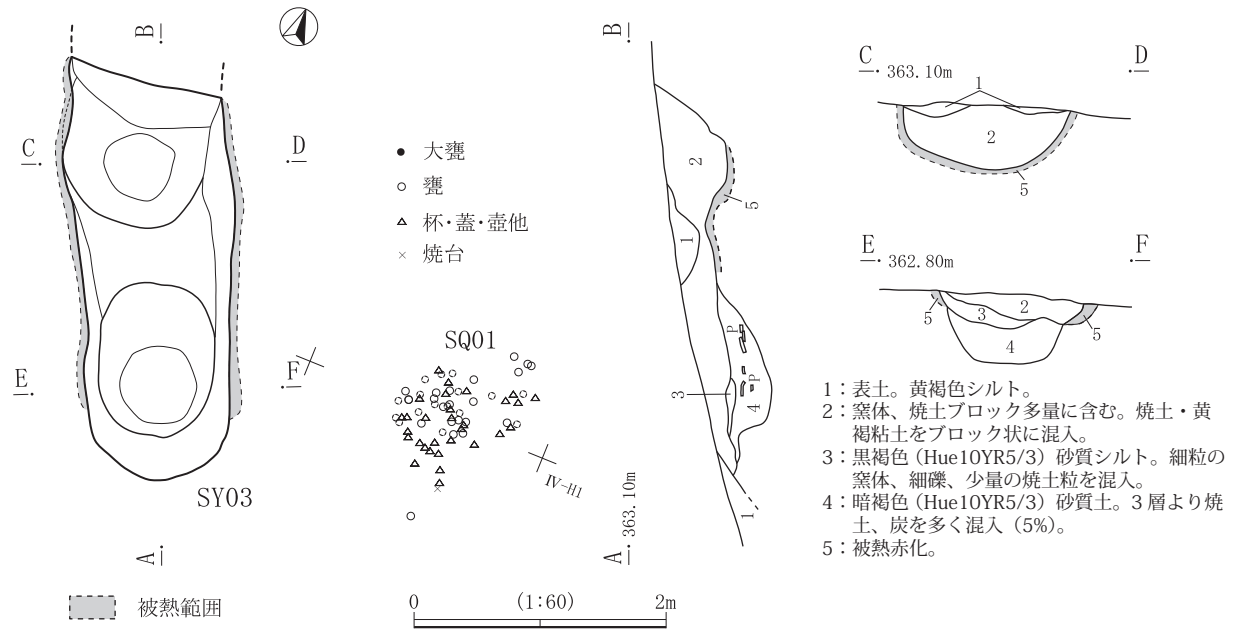 B
C
D
E
F
SY03
A
被熱範囲
大甕
甕
杯・蓋・壺他
焼台
SQ01
Ⅳ-H1
0
(1:60)
2m
B
2
5
1
P
P
3
4
1
A
363.10m
C
363.10m
D
1
2
5
E
362.80m
F
5
3
2
4
5
1：表土。黄褐色シルト。
2：窯体、焼土ブロック多量に含む。焼土・黄
褐粘土をブロック状に混入。
3：黒褐色（Hue10YR5/3）砂質シルト。細粒の
窯体、細礫、少量の焼土粒を混入。
4：暗褐色（Hue10YR5/3）砂質土。3 層より焼
土、炭を多く混入（5%）。
5：被熱赤化。